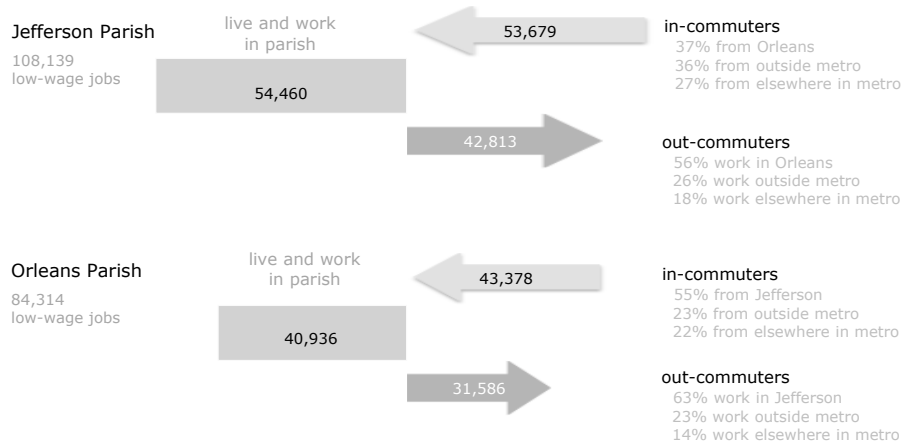 Jefferson Parish
108,139
low-wage jobs
live and work
in parish
54,460
53,679
in-commuters
37% from Orleans
36% from outside metro
27% from elsewhere in metro
42,813
out-commuters
56% work in Orleans
26% work outside metro
18% work elsewhere in metro
Orleans Parish
84,314
low-wage jobs
live and work
in parish
40,936
43,378
in-commuters
55% from Jefferson
23% from outside metro
22% from elsewhere in metro
31,586
out-commuters
63% work in Jefferson
23% work outside metro
14% work elsewhere in metro